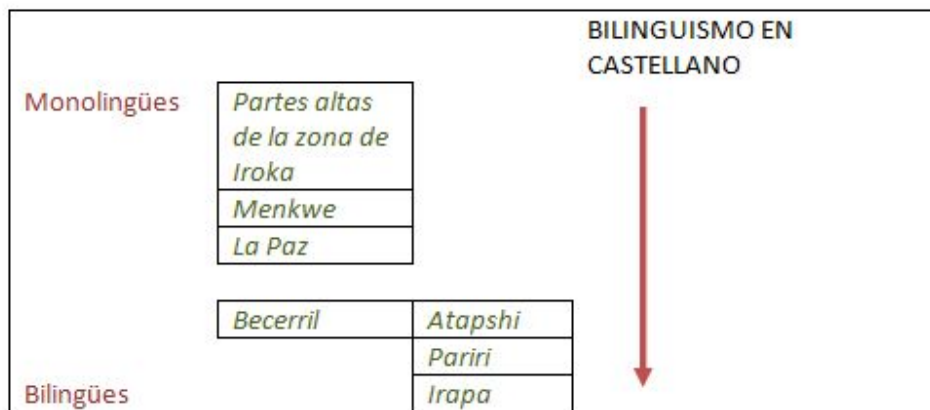 BILINGUISMO EN
CASTELLANO
Monolingües
Partes altas
de la zona de
Iroka
Menkwe
La Paz
Becerril
Atapshi
Pariri
Bilingües
Irapa